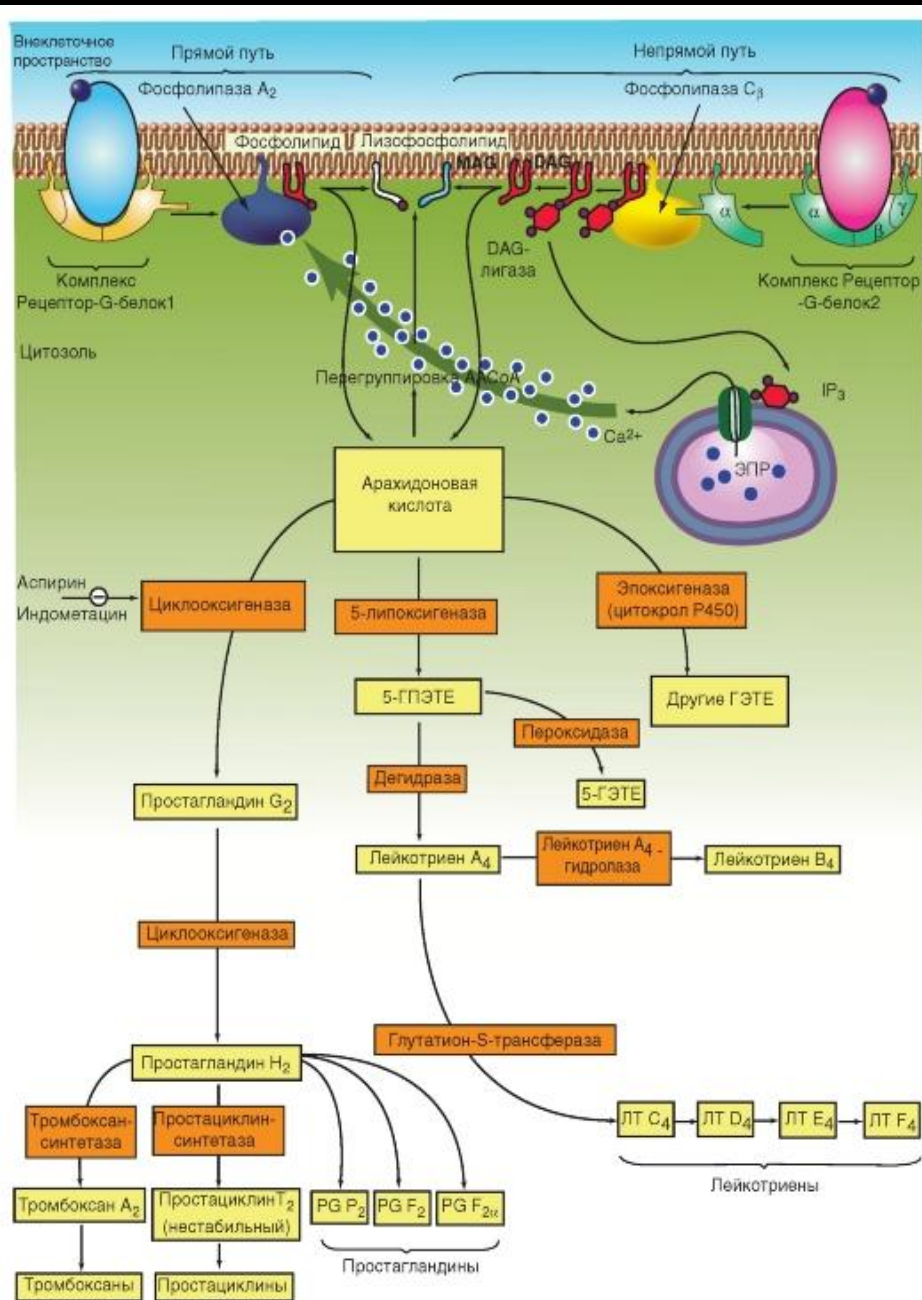 Внеклеточное
пространство
Прямой путь
Непрямой путь
Фосфолипаза A2
Фосфолипаза Cβ
Фосфолипид
Лизофосфолипид
MAG
DAG
α
α
β
γ
DAG-
лигаза
Комплекс
Рецептор-G-белок1
Комплекс Рецептор
-G-белок2
Цитозоль
Перегруппировка AACoA
IP3
Ca2+
ЭПР
Арахидоновая
кислота
Аспирин
Индометацин
Циклооксигеназа
5-липоксигеназа
Эпоксигеназа
(цитокрол P450)
5-ГПЭТЕ
Другие ГЭТЕ
Пероксидаза
Дегидраза
5-ГЭТЕ
Простагландин G2
Лейкотриен A4
Лейкотриен A4 -
гидролаза
Лейкотриен B4
Циклооксигеназа
Глутатион-S-трансфераза
Простагландин H2
Тромбоксан-
синтетаза
Простациклин-
синтетаза
ЛТ C4
ЛТ D4
ЛТ E4
ЛТ F4
Лейкотриены
Тромбоксан A2
ПростациклинT2
(нестабильный)
PG P2
PG F2
PG F2α
Простагландины
Тромбоксаны
Простациклины